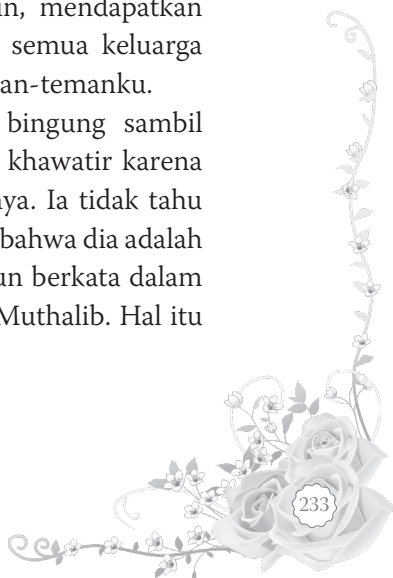 mendapatkan
semua keluarga
an-temanku.
bingung sambil
khawatir karena
ya. Ia tidak tahu
bahwa dia adalah
un berkata dalam
Muthalib. Hal itu
233